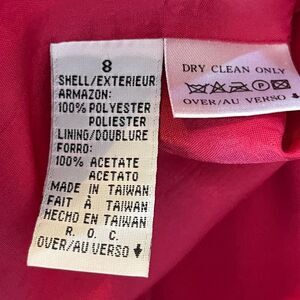 8
SHELL/EXTERIEUR
ARMAZON:
100% POLYESTER
POLIESTER
LINING/DOUBLURE
FORRO:
100% ACETATE
ACETATO
MADE IN TAIWAN
FAIT À TAIWAN
HECHO EN TAIWAN
R. O. C.
OVER/AU VERSO
DRY CLEAN ONLY
OVER/AU VERSO